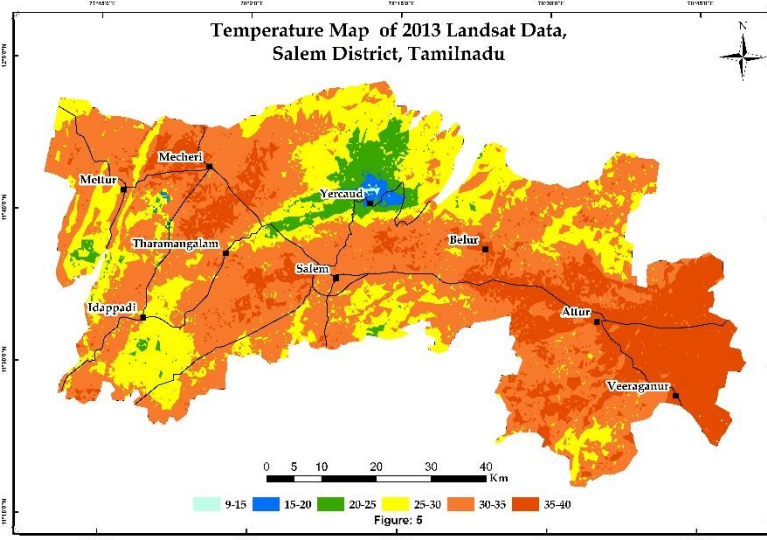 Temperature Map of 2013 Landsat Data,
Salem District, Tamilnadu
N
Mecheri
Mettur
Yercaud
Tharamangalam
Belur
Salem
Idappadi
Attur
Veeraganur
0 5 10 20 30 40
Km
9-15 15-20 20-25 25-30 30-35 35-40
Figure: 5